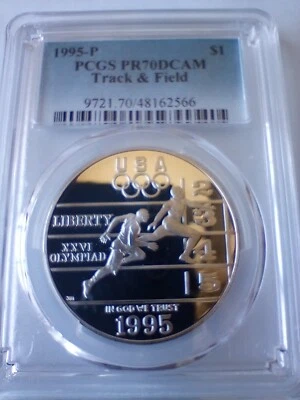 1995-P $1
PCGS PR70DCAM
Track & Field
9721.70/48162566
USA
2
LIBERTY 3
XXVI 4
OLYMPIAD
5
IN GOD WE TRUST
1995